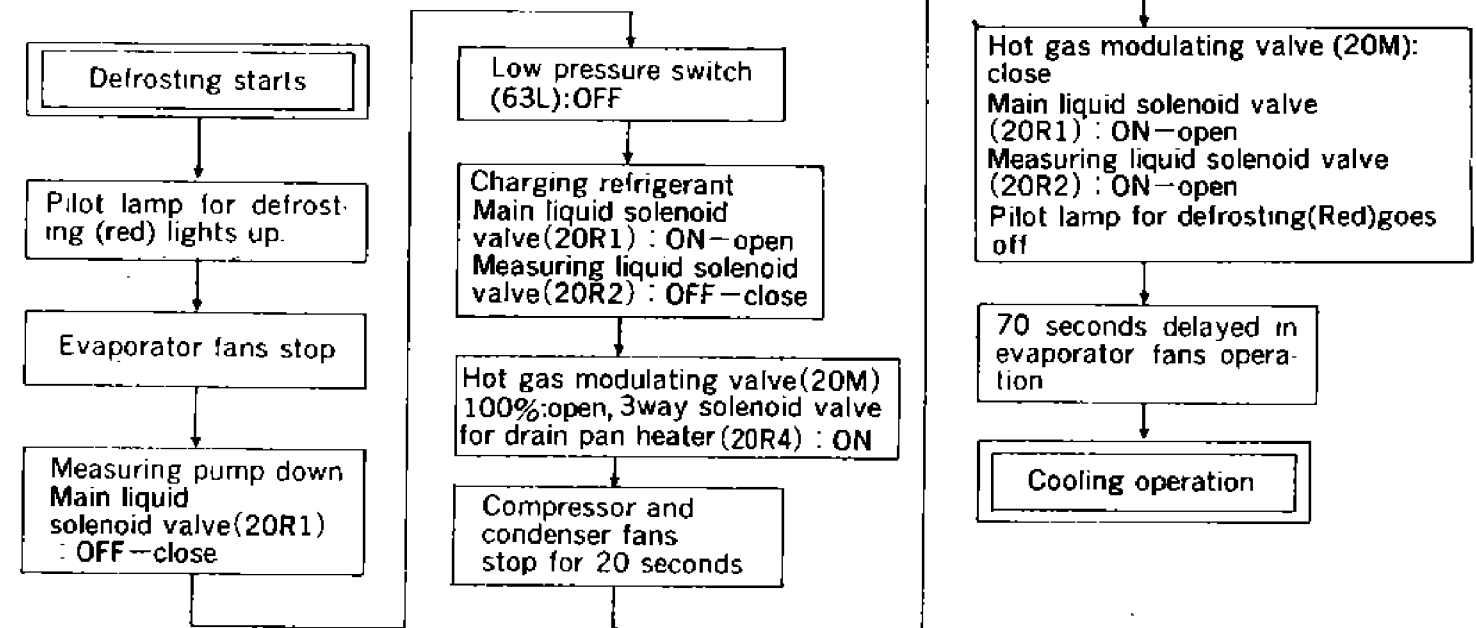 Defrosting starts
Pilot lamp for defrost-
ing (red) lights up.
Evaporator fans stop
Measuring pump down
Main liquid
solenoid valve(20R1)
: OFF−close
Low pressure switch
(63L):OFF
Charging refrigerant
Main liquid solenoid
valve(20R1) : ON−open
Measuring liquid solenoid
valve(20R2) : OFF−close
Hot gas modulating valve(20M)
100%:open, 3way solenoid valve
for drain pan heater(20R4) : ON
Compressor and
condenser fans
stop for 20 seconds
Hot gas modulating valve (20M):
close
Main liquid solenoid valve
(20R1) : ON−open
Measuring liquid solenoid valve
(20R2) : ON−open
Pilot lamp for defrosting(Red)goes
off
70 seconds delayed in
evaporator fans opera-
tion
Cooling operation